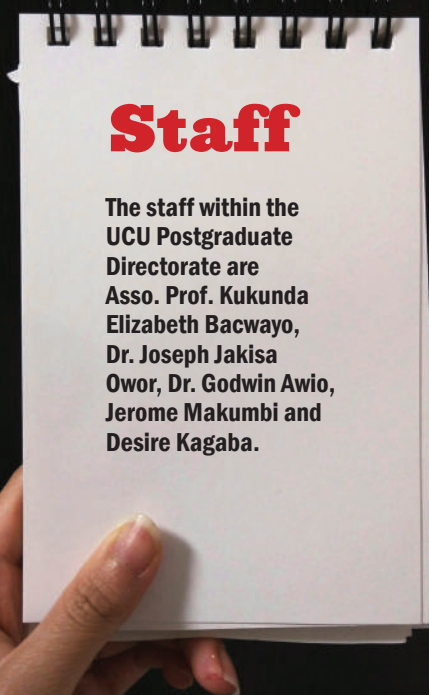 Staff
The staff within the
UCU Postgraduate
Directorate are
Asso. Prof. Kukunda
Elizabeth Bacwayo,
Dr. Joseph Jakisa
Owor, Dr. Godwin Awio,
Jerome Makumbi and
Desire Kagaba.